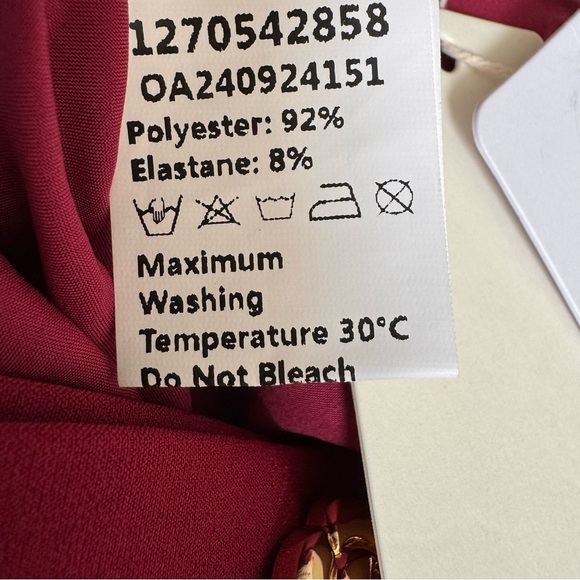 1270542858
OA240924151
Polyester: 92%
Elastane: 8%
Maximum
Washing
Temperature 30°C
Do Not Bleach